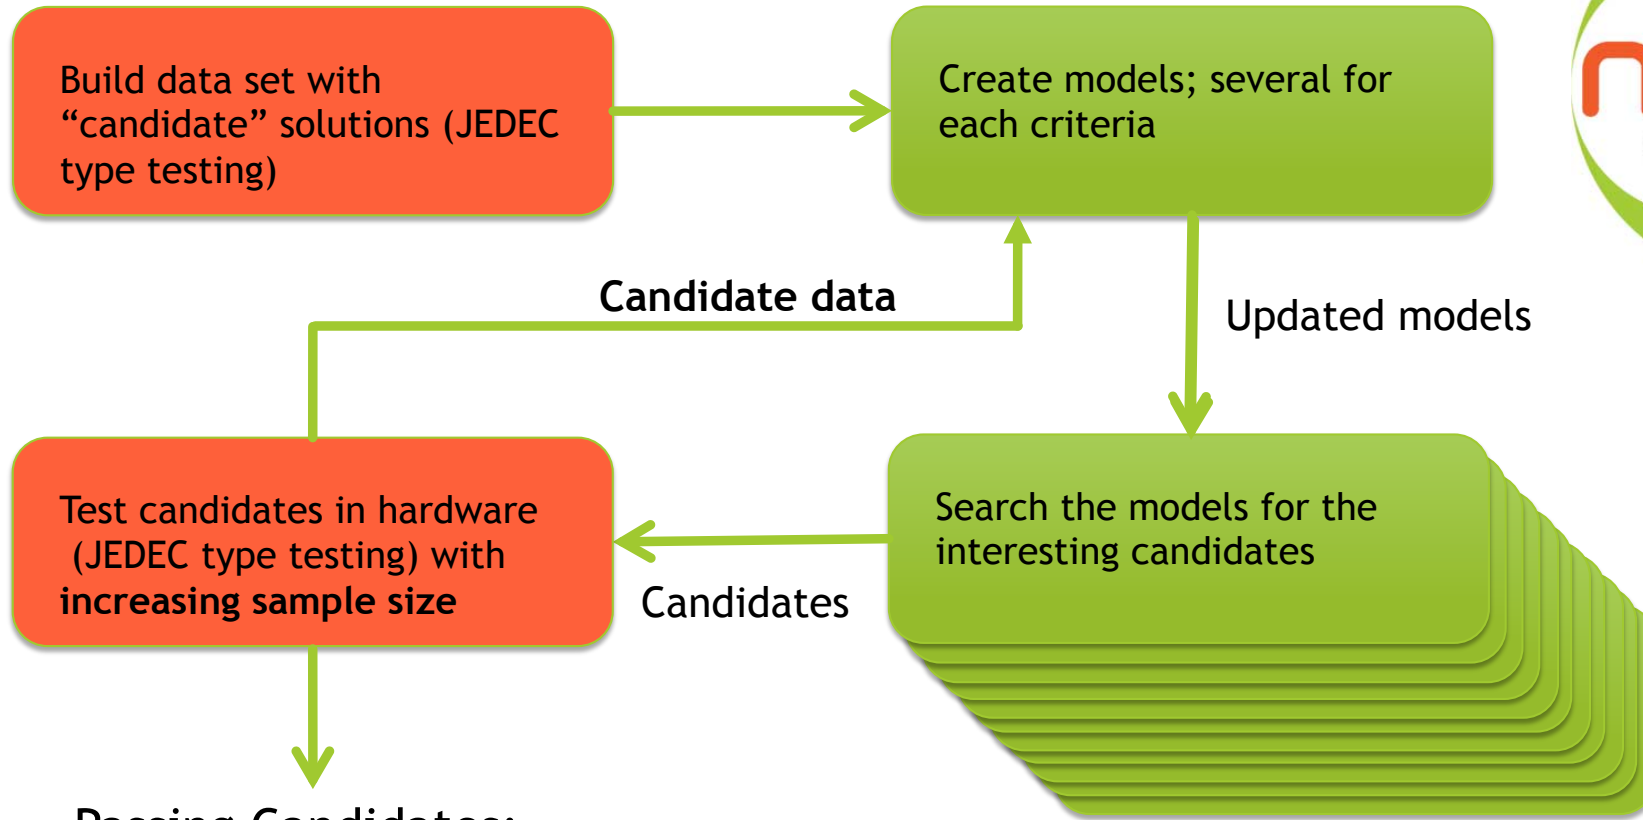 Build data set with
“candidate” solutions (JEDEC
type testing)
Create models; several for
each criteria
Candidate data
Updated models
Test candidates in hardware
(JEDEC type testing) with
increasing sample size
Candidates
Search the models for the
interesting candidates
Passing Candidates: